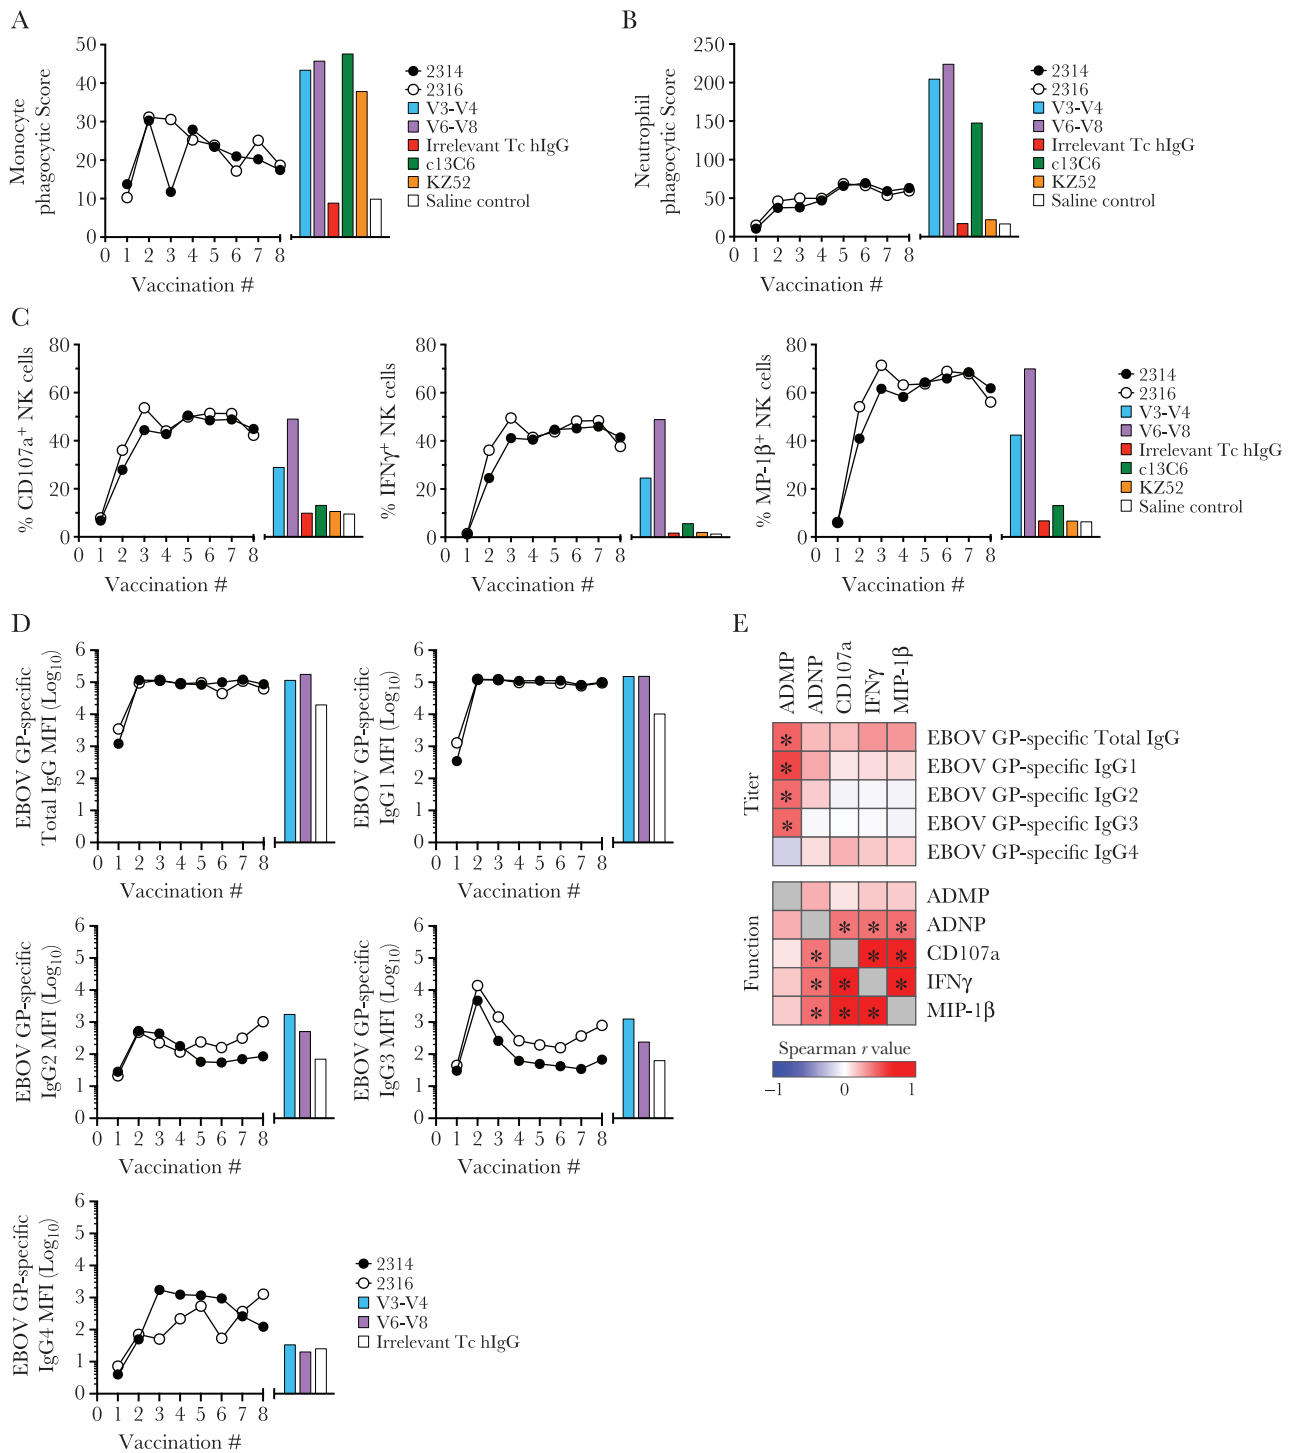 A
Monocyte
phagocytic Score
50
40
30
20
10
0
0 1 2 3 4 5 6 7 8
Vaccination #
2314
2316
V3-V4
V6-V8
Irrelevant Tc hIgG
c13C6
KZ52
Saline control
B
Neutrophil
phagocytic Score
250
200
150
100
50
0
0 1 2 3 4 5 6 7 8
Vaccination #
2314
2316
V3-V4
V6-V8
Irrelevant Tc hIgG
c13C6
KZ52
Saline control
C
% CD107a+ NK cells
80
60
40
20
0
0 1 2 3 4 5 6 7 8
Vaccination #
% IFNγ+ NK cells
80
60
40
20
0
0 1 2 3 4 5 6 7 8
Vaccination #
% MP-1β+ NK cells
80
60
40
20
0
0 1 2 3 4 5 6 7 8
Vaccination #
2314
2316
V3-V4
V6-V8
Irrelevant Tc hIgG
c13C6
KZ52
Saline control
D
EBOV GP-specific
Total IgG MFI (Log10)
6
5
4
3
2
1
0
0 1 2 3 4 5 6 7 8
Vaccination #
EBOV GP-specific
IgG1 MFI (Log10)
6
5
4
3
2
1
0
0 1 2 3 4 5 6 7 8
Vaccination #
EBOV GP-specific
IgG2 MFI (Log10)
6
5
4
3
2
1
0
0 1 2 3 4 5 6 7 8
Vaccination #
EBOV GP-specific
IgG3 MFI (Log10)
6
5
4
3
2
1
0
0 1 2 3 4 5 6 7 8
Vaccination #
EBOV GP-specific
IgG4 MFI (Log10)
6
5
4
3
2
1
0
0 1 2 3 4 5 6 7 8
Vaccination #
2314
2316
V3-V4
V6-V8
Irrelevant Tc hIgG
E
ADMP
ADNP
CD107a
IFNγ
MIP-1β
Titer
* EBOV GP-specific Total IgG
* EBOV GP-specific IgG1
* EBOV GP-specific IgG2
* EBOV GP-specific IgG3
EBOV GP-specific IgG4
Function
ADMP
* * * ADNP
* * * CD107a
* * * IFNγ
* * * MIP-1β
Spearman r value
−1 0 1